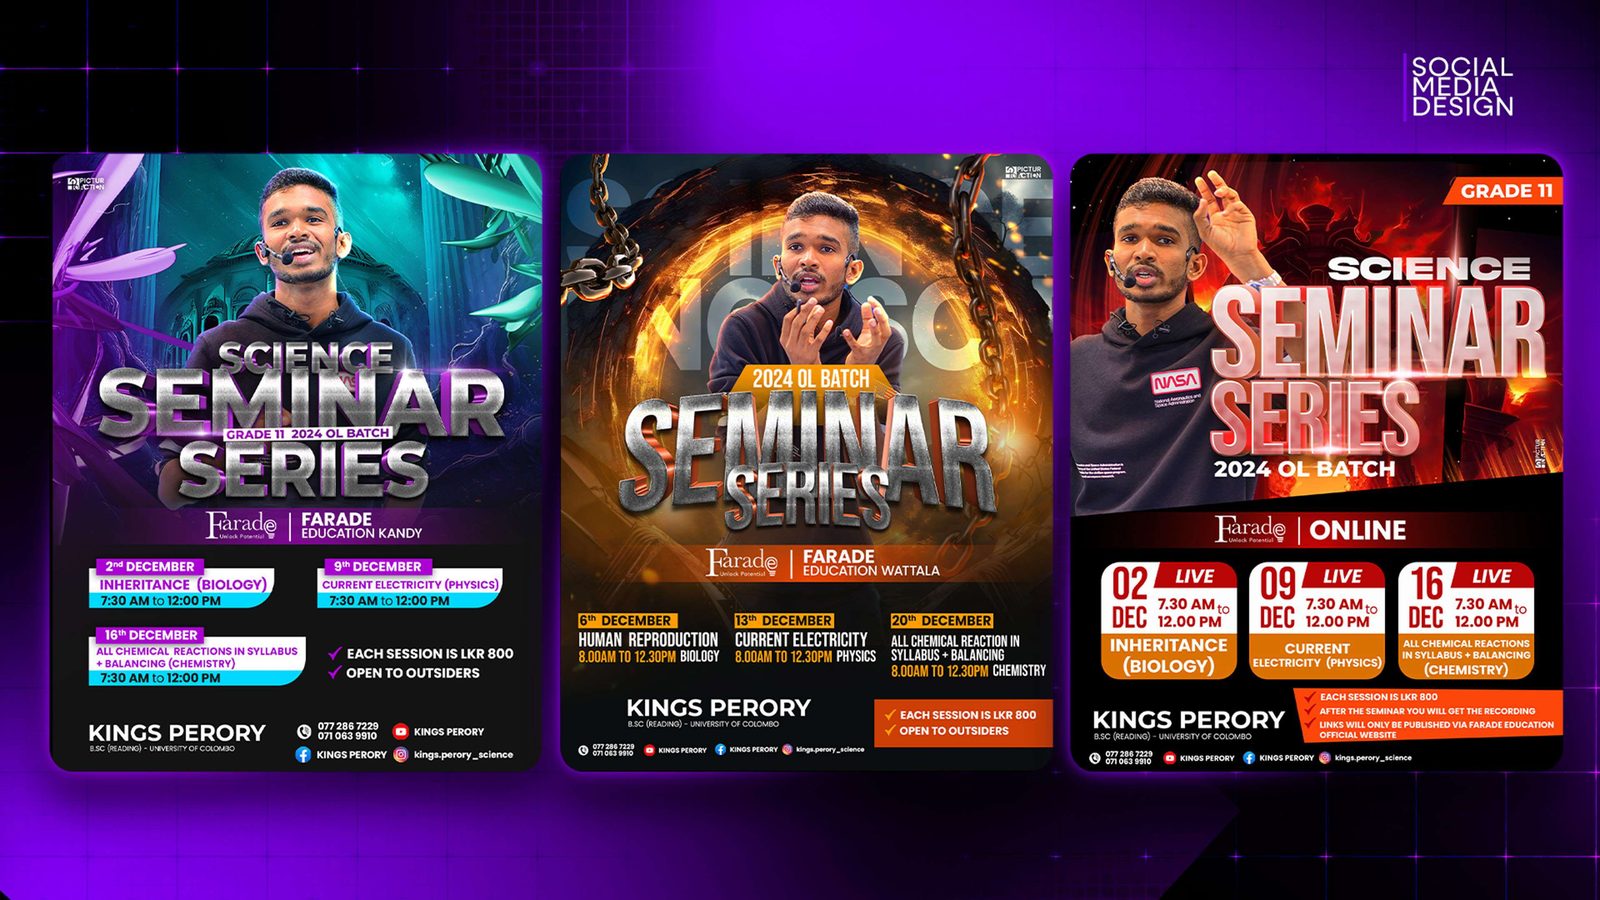 SOCIAL
MEDIA
DESIGN
SCIENCE
SEMINAR
GRADE 11 2024 OL BATCH
SERIES
Farade
Unlock Potential
FARADE
EDUCATION KANDY
2nd DECEMBER
INHERITANCE (BIOLOGY)
7:30 AM to 12:00 PM
9th DECEMBER
CURRENT ELECTRICITY (PHYSICS)
7:30 AM to 12:00 PM
16th DECEMBER
ALL CHEMICAL REACTIONS IN SYLLABUS
+ BALANCING (CHEMISTRY)
7:30 AM to 12:00 PM
EACH SESSION IS LKR 800
OPEN TO OUTSIDERS
KINGS PERORY
B.SC (READING) - UNIVERSITY OF COLOMBO
077 286 7229
071 063 9910
KINGS PERORY
KINGS PERORY
kings.perory_science
2024 OL BATCH
SEMINAR
SERIES
Farade
Unlock Potential
FARADE
EDUCATION WATTALA
6th DECEMBER
HUMAN REPRODUCTION
8.00AM TO 12.30PM BIOLOGY
13th DECEMBER
CURRENT ELECTRICITY
8.00AM TO 12.30PM PHYSICS
20th DECEMBER
ALL CHEMICAL REACTION IN
SYLLABUS + BALANCING
8.00AM TO 12.30PM CHEMISTRY
KINGS PERORY
B.SC (READING) - UNIVERSITY OF COLOMBO
EACH SESSION IS LKR 800
OPEN TO OUTSIDERS
077 286 7229
071 063 9910
KINGS PERORY
KINGS PERORY
kings.perory_science
GRADE 11
SCIENCE
SEMINAR
SERIES
2024 OL BATCH
NASA
National Aeronautics and
Space Administration
Farade
Unlock Potential
ONLINE
02 DEC
LIVE
7.30 AM to
12.00 PM
INHERITANCE
(BIOLOGY)
09 DEC
LIVE
7.30 AM to
12.00 PM
CURRENT
ELECTRICITY (PHYSICS)
16 DEC
LIVE
7.30 AM to
12.00 PM
ALL CHEMICAL REACTIONS
IN SYLLABUS + BALANCING
(CHEMISTRY)
KINGS PERORY
B.SC (READING) - UNIVERSITY OF COLOMBO
EACH SESSION IS LKR 800
AFTER THE SEMINAR YOU WILL GET THE RECORDING
LINKS WILL ONLY BE PUBLISHED VIA FARADE EDUCATION
OFFICIAL WEBSITE
077 286 7229
071 063 9910
KINGS PERORY
KINGS PERORY
kings.perory_science